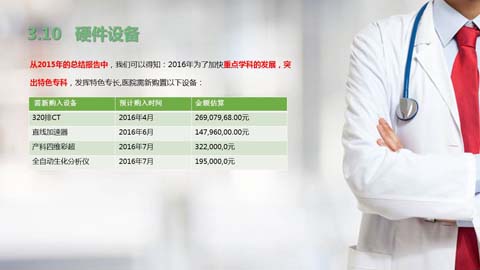 3.10 硬件设备
从2015年的总结报告中，我们可以得知：2016年为了加快重点学科的发展，突
出特色专科，发挥特色专长,医院需新购置以下设备：
需新购入设备 预计购入时间 金额估算
320排CT 2016年4月 269,079,68.00元
直线加速器 2016年6月 147,960,00.00元
产科四维彩超 2016年7月 322,000,0元
全自动生化分析仪 2016年7月 195,000,0元